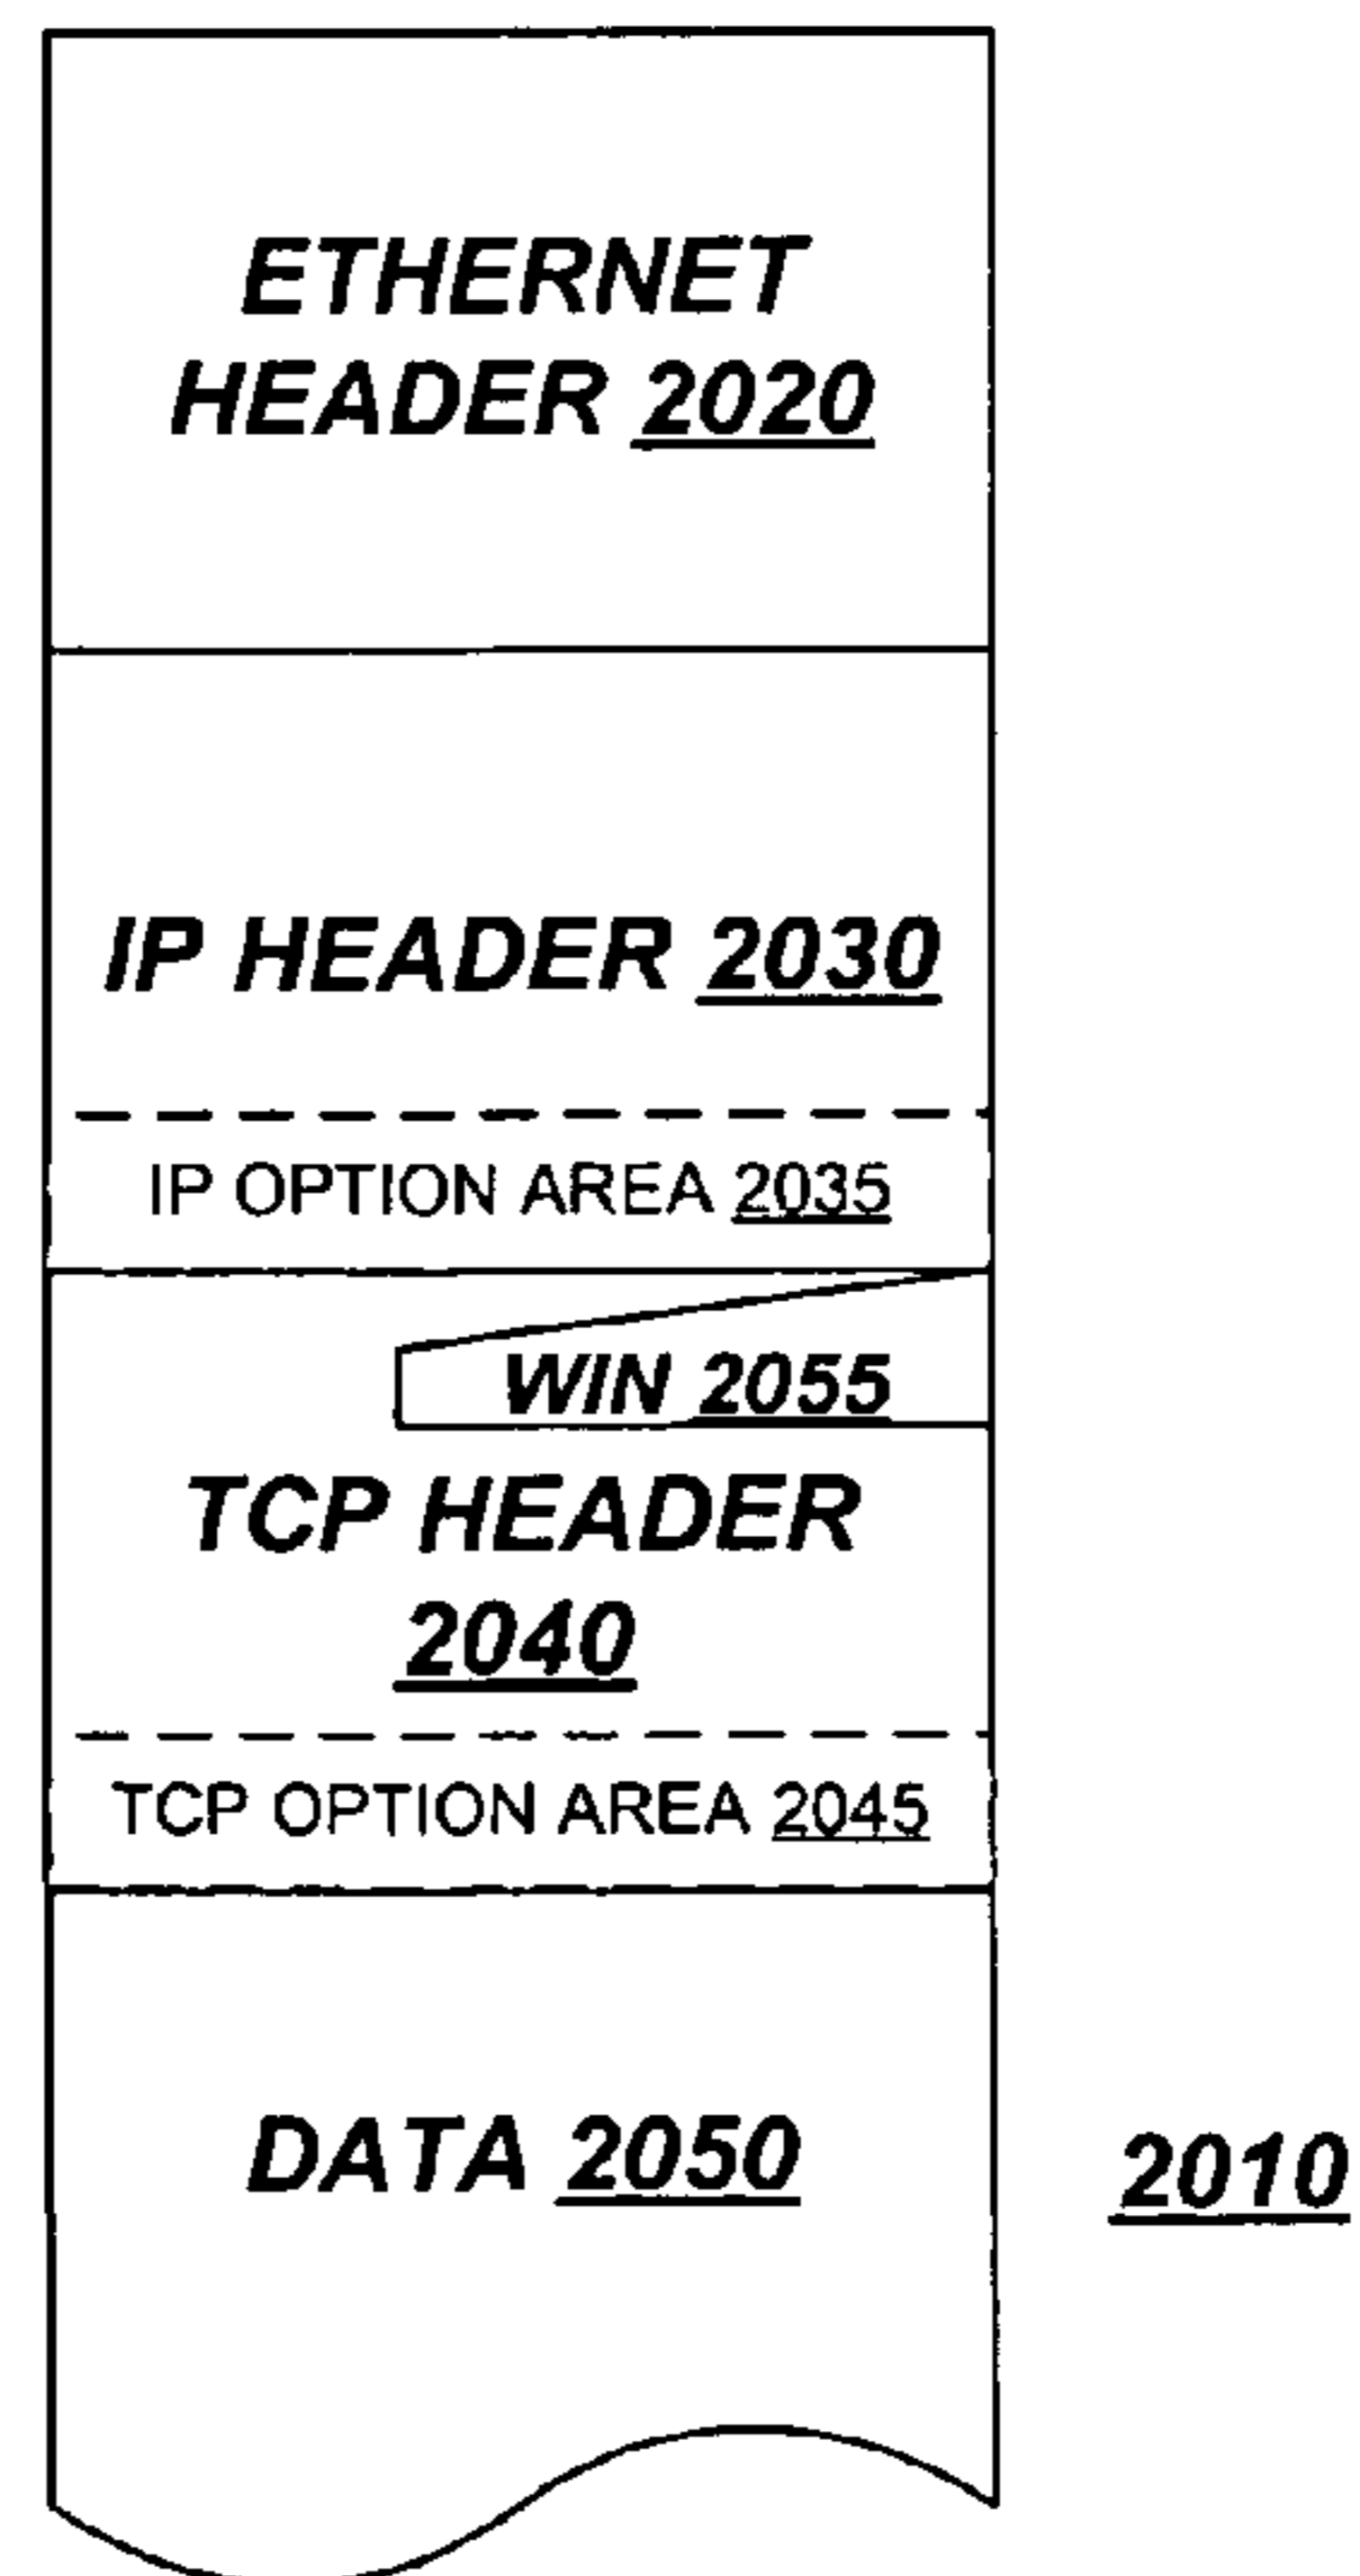 ETHERNET
HEADER 2020
IP HEADER 2030
IP OPTION AREA 2035
WIN 2055
TCP HEADER
2040
TCP OPTION AREA 2045
DATA 2050
2010